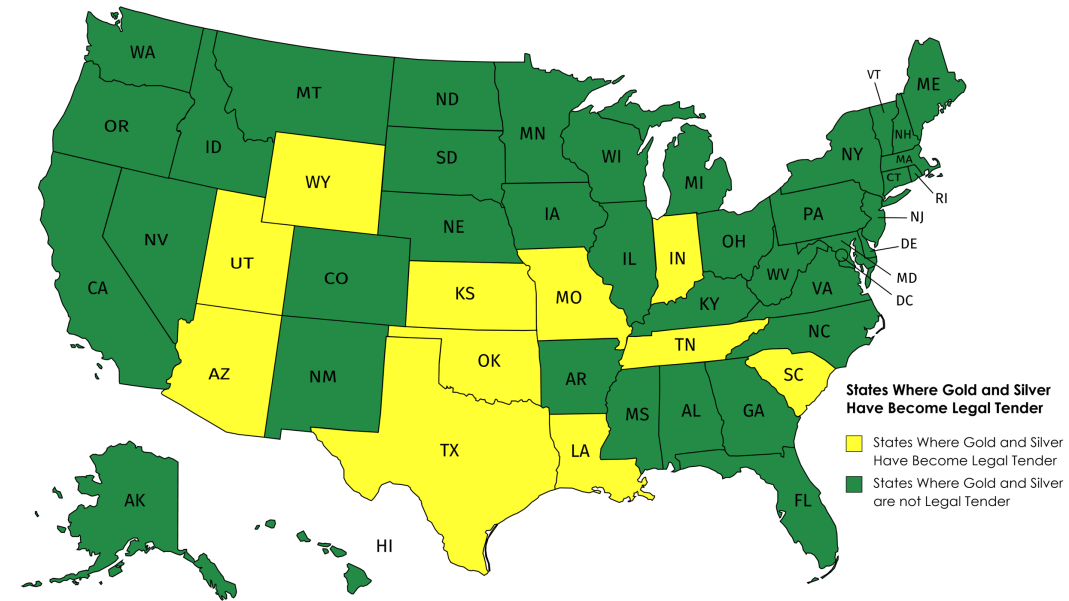 WA
OR
CA
NV
ID
MT
WY
UT
AZ
CO
NM
ND
SD
NE
KS
OK
TX
MN
IA
MO
AR
LA
WI
IL
MI
IN
OH
KY
TN
MS
AL
GA
FL
SC
NC
VA
WV
PA
NY
VT
NH
ME
MA
CT
RI
NJ
DE
MD
DC
AK
HI
States Where Gold and Silver
Have Become Legal Tender
States Where Gold and Silver
Have Become Legal Tender
States Where Gold and Silver
are not Legal Tender